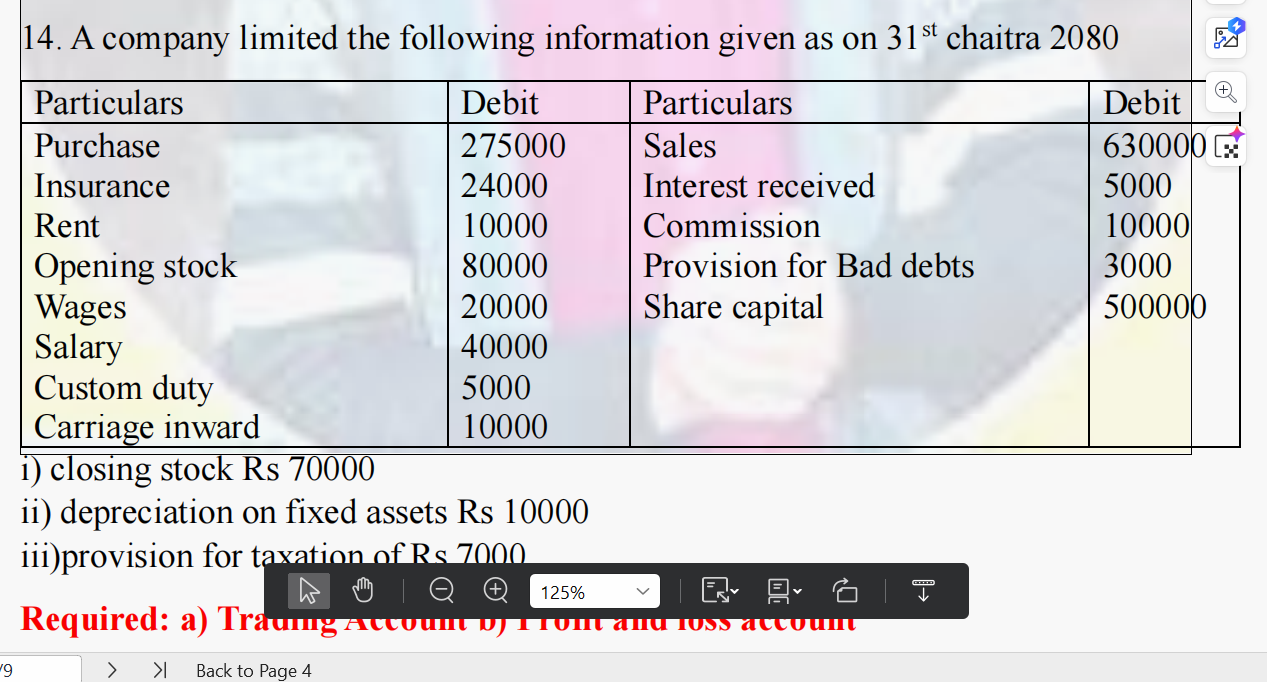 14. A company limited the following information given as on 31st chaitra 2080
Particulars Debit Particulars Debit
Purchase 275000 Sales 630000
Insurance 24000 Interest received 5000
Rent 10000 Commission 10000
Opening stock 80000 Provision for Bad debts 3000
Wages 20000 Share capital 500000
Salary 40000
Custom duty 5000
Carriage inward 10000
i) closing stock Rs 70000
ii) depreciation on fixed assets Rs 10000
iii)provision for taxation of Rs 7000
125%
Required: a) Trading Account b) Profit and loss account
/9 Back to Page 4